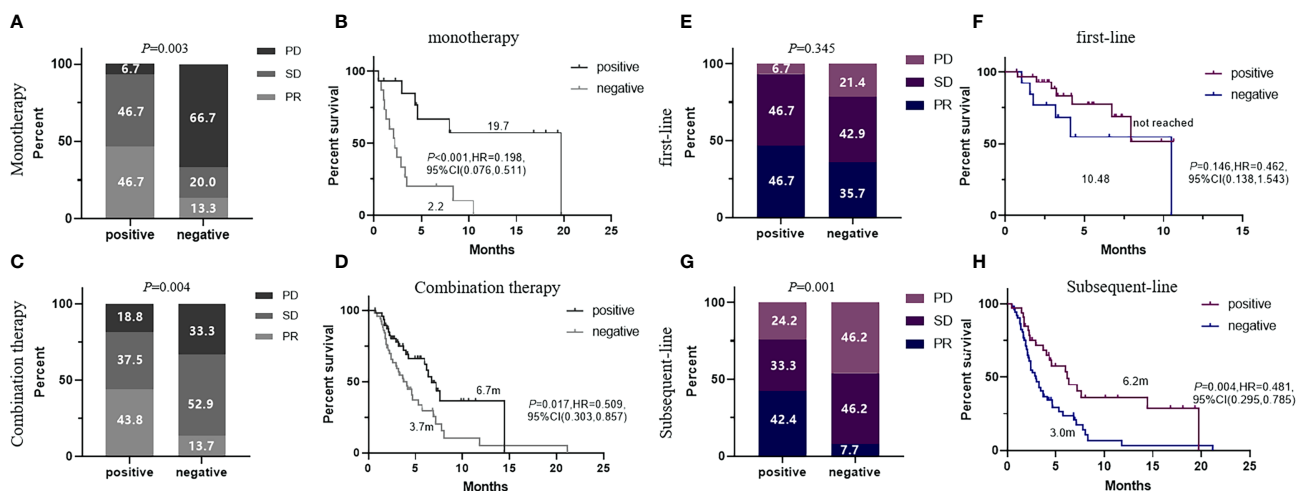 A
Monotherapy
P=0.003
PD
SD
PR
Percent
100
50
0
6.7
46.7
46.7
66.7
20.0
13.3
positive
negative
B
monotherapy
positive
negative
Percent survival
100
50
0
19.7
P<0.001,HR=0.198,
95%CI(0.076,0.511)
2.2
0 5 10 15 20 25
Months
E
first-line
P=0.345
PD
SD
PR
Percent
100
50
0
6.7
46.7
46.7
21.4
42.9
35.7
positive
negative
F
first-line
positive
negative
Percent survival
100
50
0
not reached
P=0.146,HR=0.462,
95%CI(0.138,1.543)
10.48
0 5 10 15
Months
C
Combination therapy
P=0.004
PD
SD
PR
Percent
100
50
0
18.8
37.5
43.8
33.3
52.9
13.7
positive
negative
D
Combination therapy
positive
negative
Percent survival
100
50
0
6.7m
P=0.017,HR=0.509,
95%CI(0.303,0.857)
3.7m
0 5 10 15 20 25
Months
G
Subsequent-line
P=0.001
PD
SD
PR
Percent
100
50
0
24.2
33.3
42.4
46.2
46.2
7.7
positive
negative
H
Subsequent-line
positive
negative
Percent survival
100
50
0
6.2m
P=0.004,HR=0.481,
95%CI(0.295,0.785)
3.0m
0 5 10 15 20 25
Months